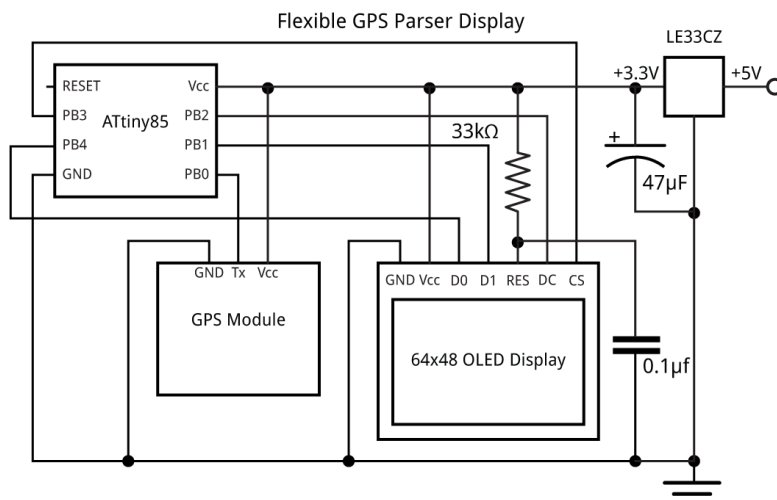 Flexible GPS Parser Display
LE33CZ
+3.3V
+5V
RESET
Vcc
PB3
PB2
ATtiny85
PB4
PB1
33kΩ
GND
PB0
+
47µF
GND Tx Vcc
GPS Module
GND Vcc D0 D1 RES DC CS
64x48 OLED Display
0.1µf